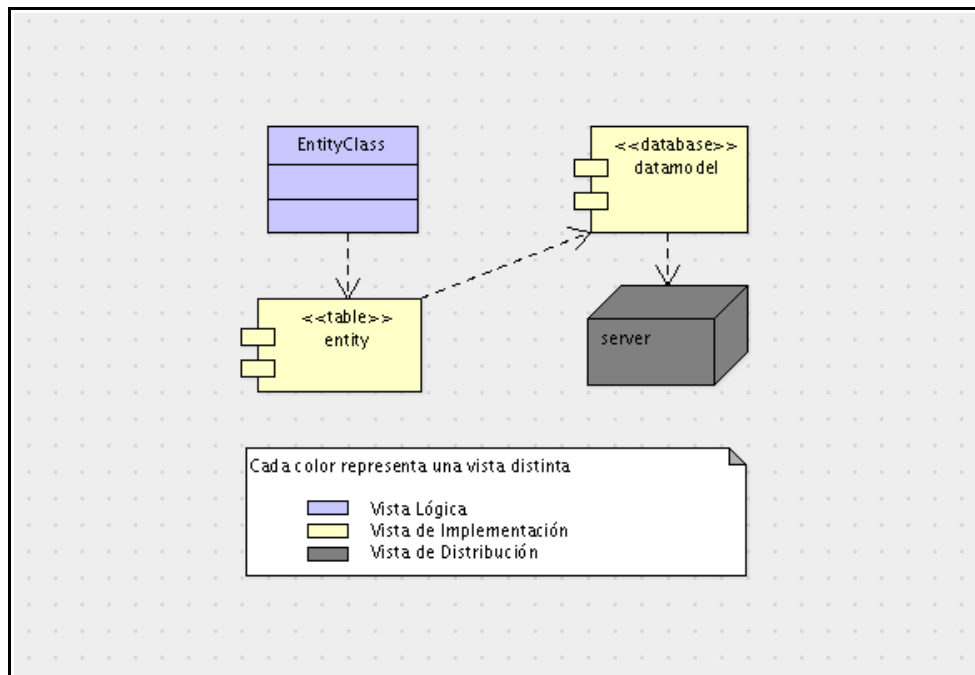 EntityClass
<<database>>
datamodel
<<table>>
entity
server
Cada color representa una vista distinta
Vista Lógica
Vista de Implementación
Vista de Distribución